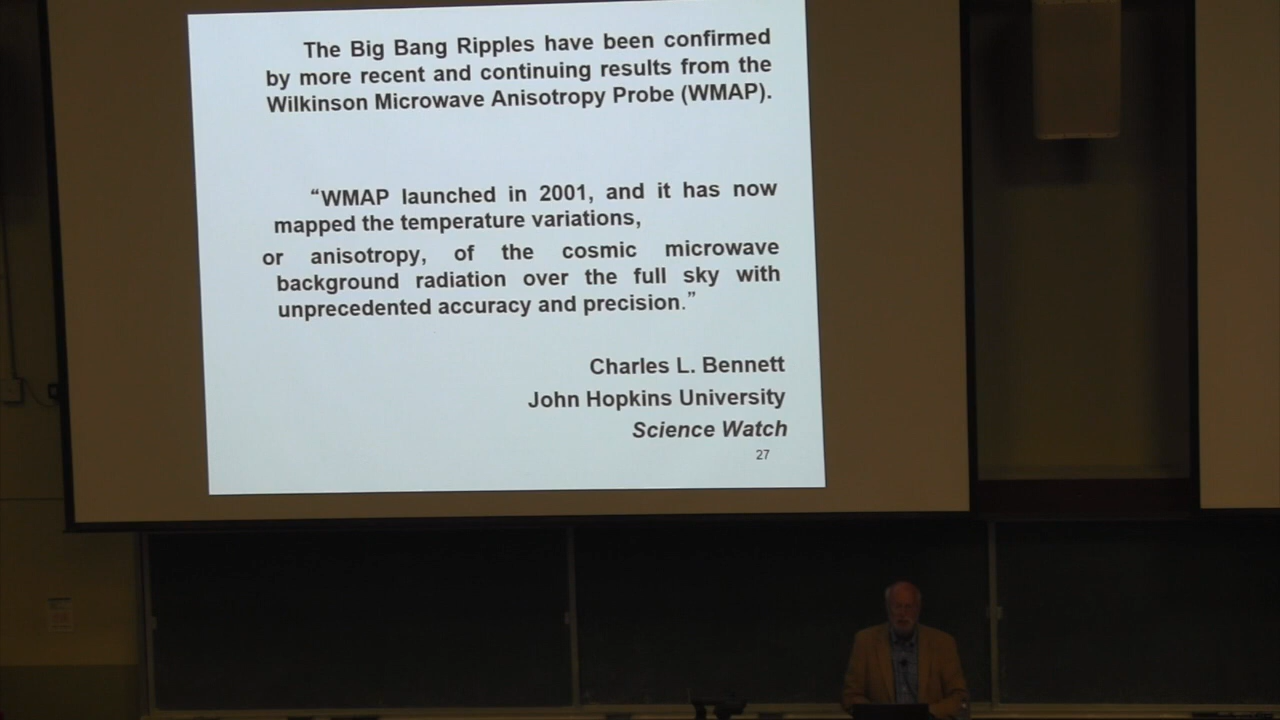 The Big Bang Ripples have been confirmed
by more recent and continuing results from the
Wilkinson Microwave Anisotropy Probe (WMAP).
“WMAP launched in 2001, and it has now
mapped the temperature variations,
or anisotropy, of the cosmic microwave
background radiation over the full sky with
unprecedented accuracy and precision.”
Charles L. Bennett
John Hopkins University
Science Watch
27